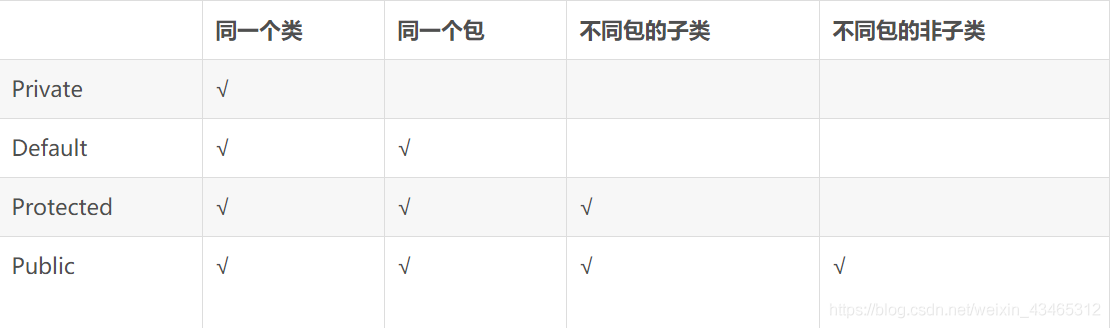 同一个类 同一个包 不同包的子类 不同包的非子类
Private √
Default √ √
Protected √ √ √
Public √ √ √ √
https://blog.csdn.net/weixin_43465312